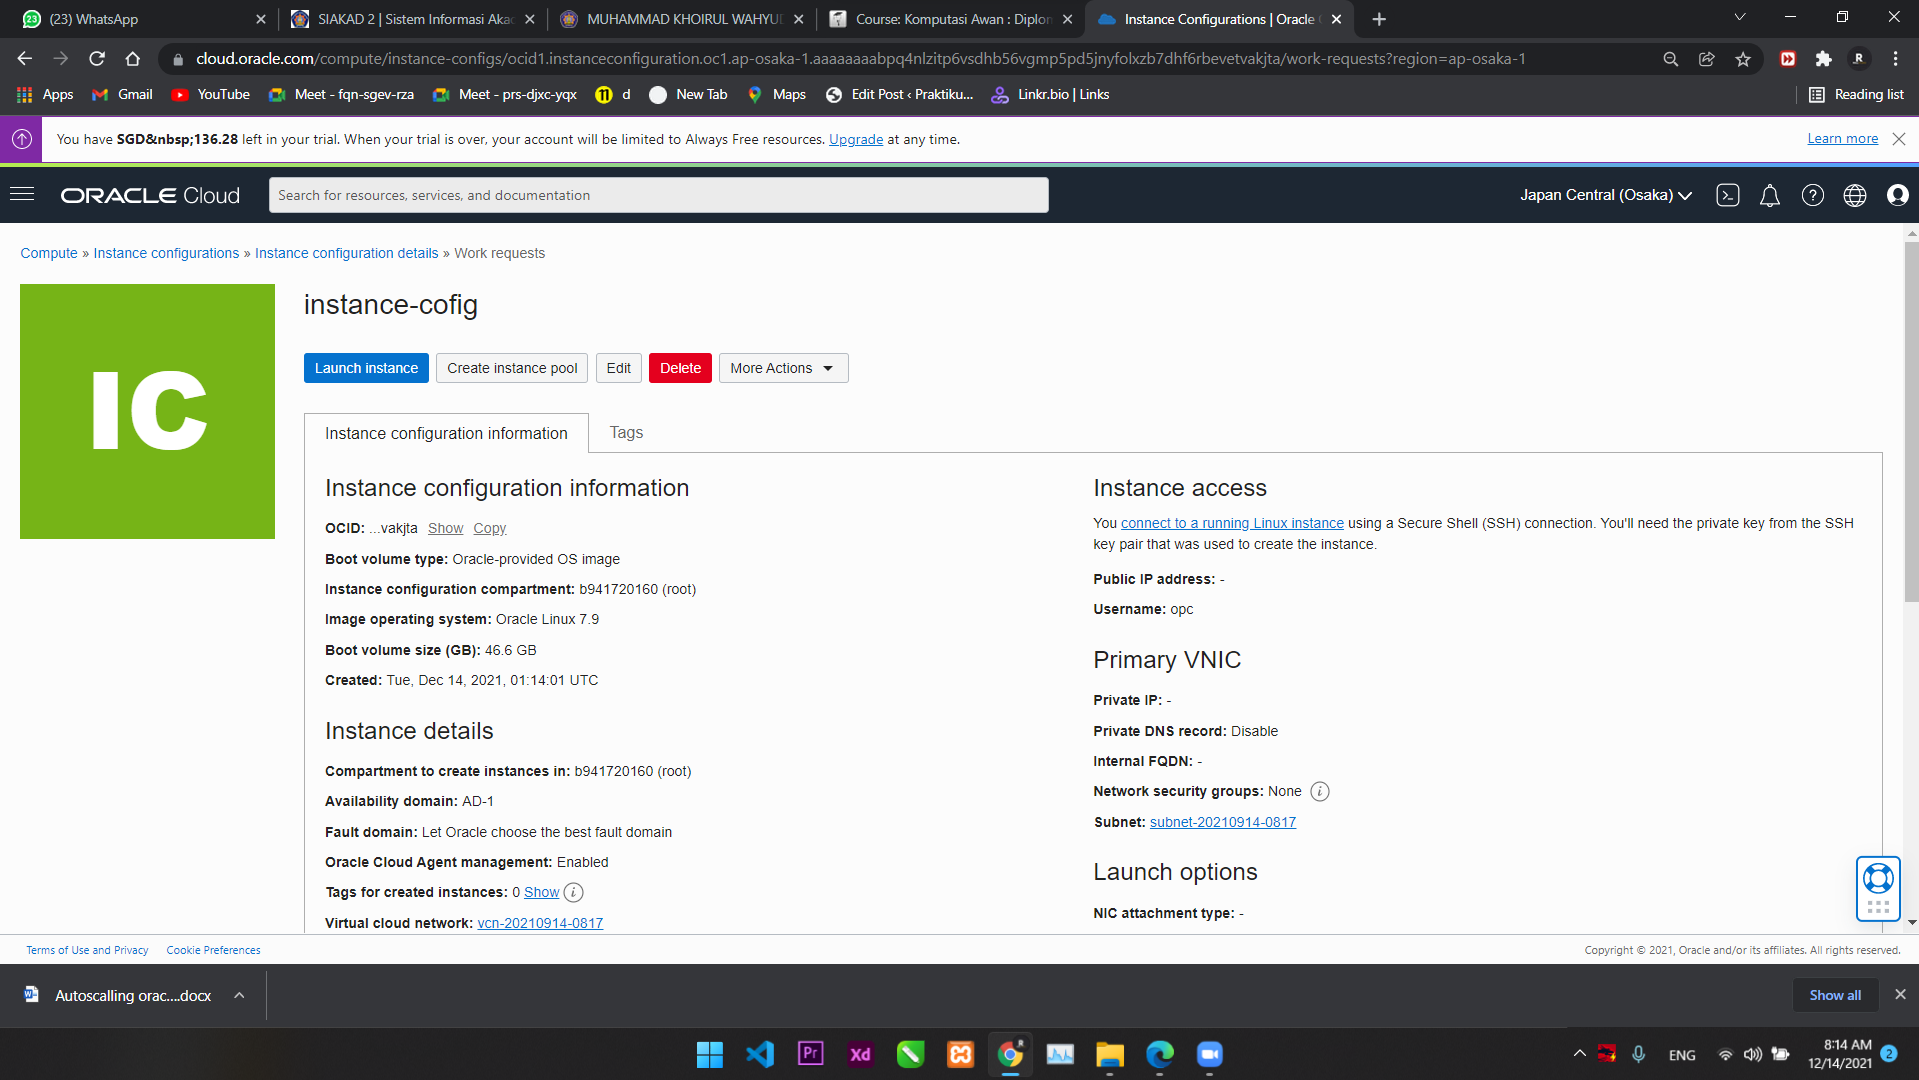 (23) WhatsApp
SIAKAD 2 | Sistem Informasi Akad
MUHAMMAD KHOIRUL WAHYUD
Course: Komputasi Awan : Diplom
Instance Configurations | Oracle C
cloud.oracle.com/compute/instance-configs/ocid1.instanceconfiguration.oc1.ap-osaka-1.aaaaaaaabpq4nlzitp6vsdhb56vgmp5pd5jnyfolxzb7dhf6rbevetvakjta/work-requests?region=ap-osaka-1
R
Apps
Gmail
YouTube
Meet - fqn-sgev-rza
Meet - prs-djxc-yqx
d
New Tab
Maps
Edit Post ‹ Praktiku...
Linkr.bio | Links
Reading list
You have SGD&nbsp;136.28 left in your trial. When your trial is over, your account will be limited to Always Free resources. Upgrade at any time.
Learn more
ORACLE Cloud
Search for resources, services, and documentation
Japan Central (Osaka)
Compute » Instance configurations » Instance configuration details » Work requests
IC
instance-cofig
Launch instance
Create instance pool
Edit
Delete
More Actions
Instance configuration information
Tags
Instance configuration information
OCID: ...vakjta Show Copy
Boot volume type: Oracle-provided OS image
Instance configuration compartment: b941720160 (root)
Image operating system: Oracle Linux 7.9
Boot volume size (GB): 46.6 GB
Created: Tue, Dec 14, 2021, 01:14:01 UTC
Instance details
Compartment to create instances in: b941720160 (root)
Availability domain: AD-1
Fault domain: Let Oracle choose the best fault domain
Oracle Cloud Agent management: Enabled
Tags for created instances: 0 Show
Virtual cloud network: vcn-20210914-0817
Instance access
You connect to a running Linux instance using a Secure Shell (SSH) connection. You'll need the private key from the SSH
key pair that was used to create the instance.
Public IP address: -
Username: opc
Primary VNIC
Private IP: -
Private DNS record: Disable
Internal FQDN: -
Network security groups: None
Subnet: subnet-20210914-0817
Launch options
NIC attachment type: -
Terms of Use and Privacy
Cookie Preferences
Copyright © 2021, Oracle and/or its affiliates. All rights reserved.
Autoscalling orac....docx
Show all
Pr
Xd
R
ENG
8:14 AM
12/14/2021
2